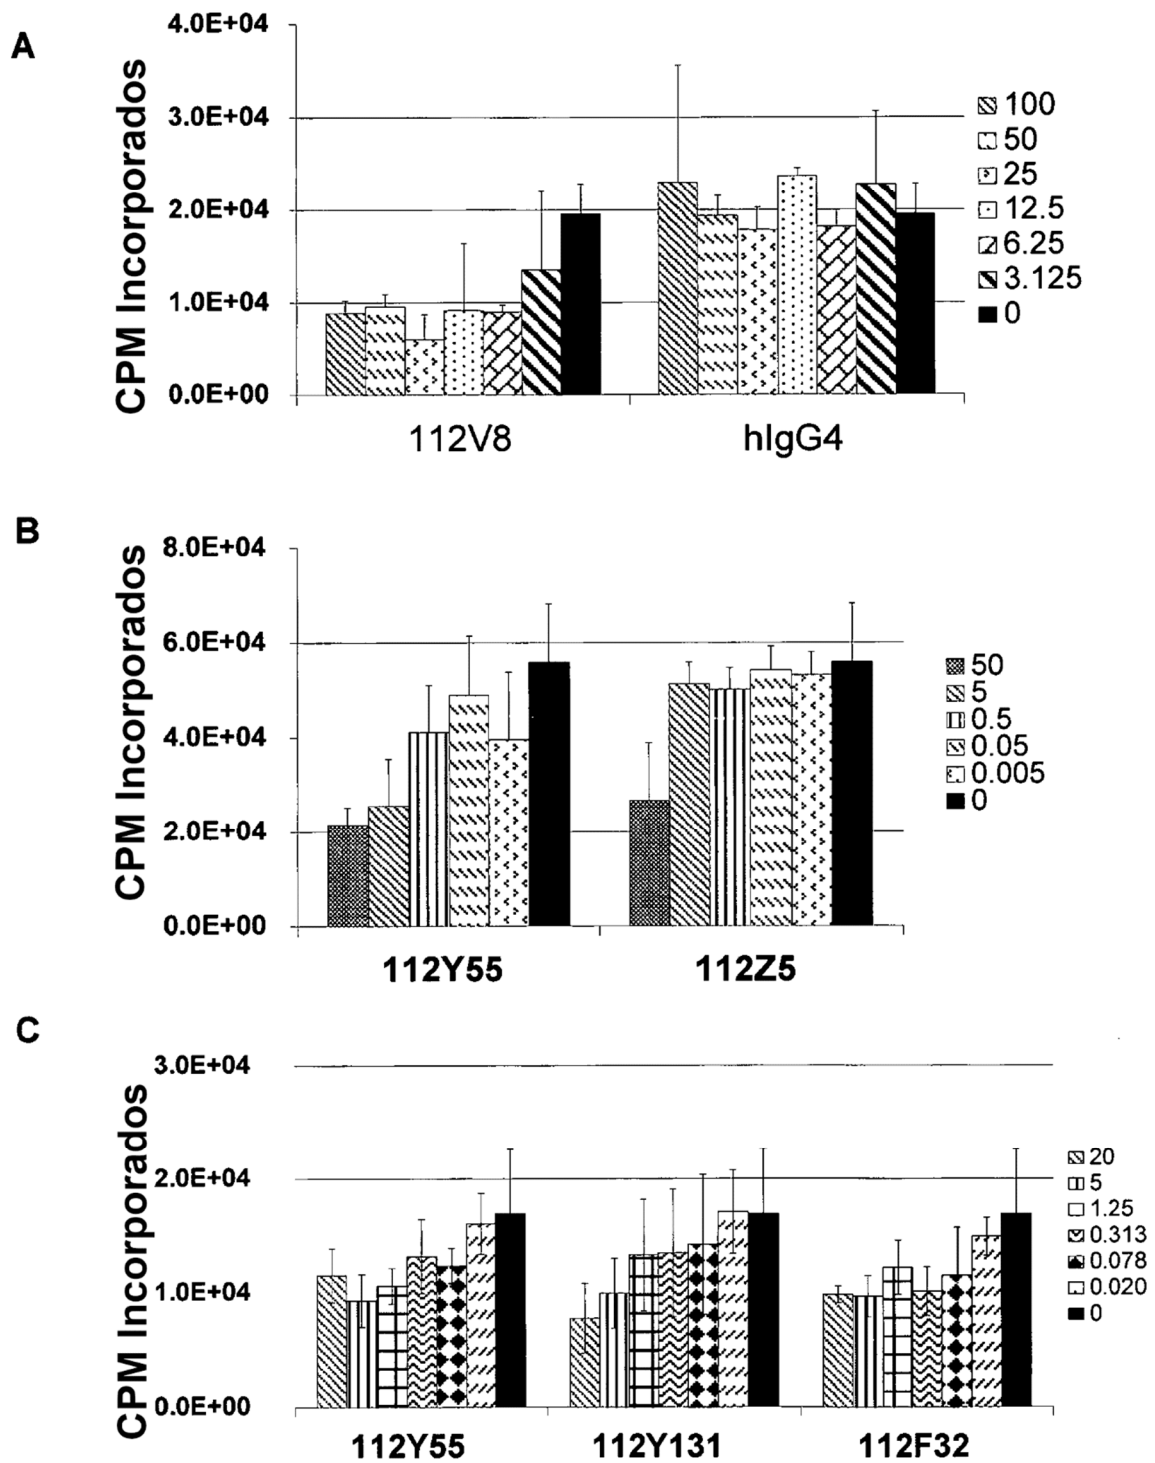 A
CPM Incorporados
4.0E+04
3.0E+04
2.0E+04
1.0E+04
0.0E+00
112V8
hIgG4
100
50
25
12.5
6.25
3.125
0
B
CPM Incorporados
8.0E+04
6.0E+04
4.0E+04
2.0E+04
0.0E+00
112Y55
112Z5
50
5
0.5
0.05
0.005
0
C
CPM Incorporados
3.0E+04
2.0E+04
1.0E+04
0.0E+00
112Y55
112Y131
112F32
20
5
1.25
0.313
0.078
0.020
0